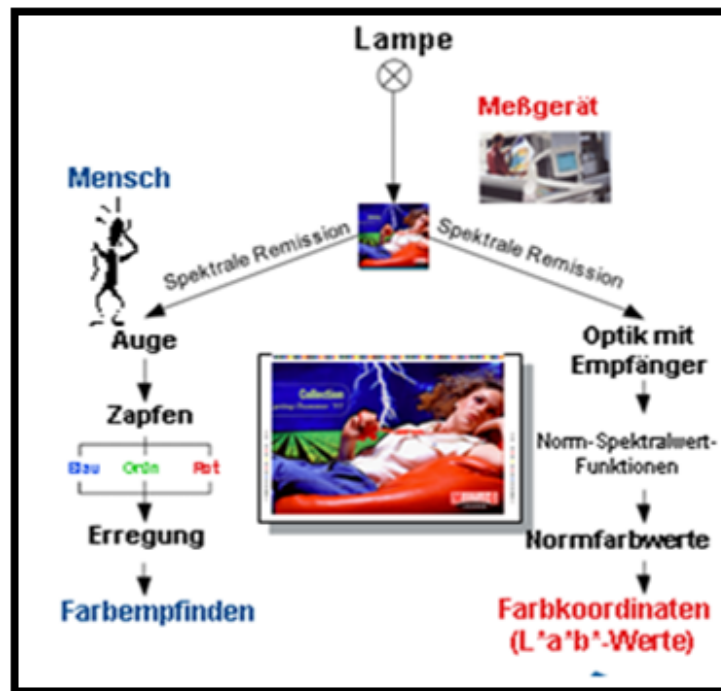 Lampe
Meßgerät
Mensch
Spektrale Remission
Spektrale Remission
Auge
Optik mit
Empfänger
Collection
Zapfen
Norm-Spektralwert-
Funktionen
Blau Grün Rot
Erregung
Normfarbwerte
Farbempfinden
Farbkoordinaten
(L*a*b*-Werte)